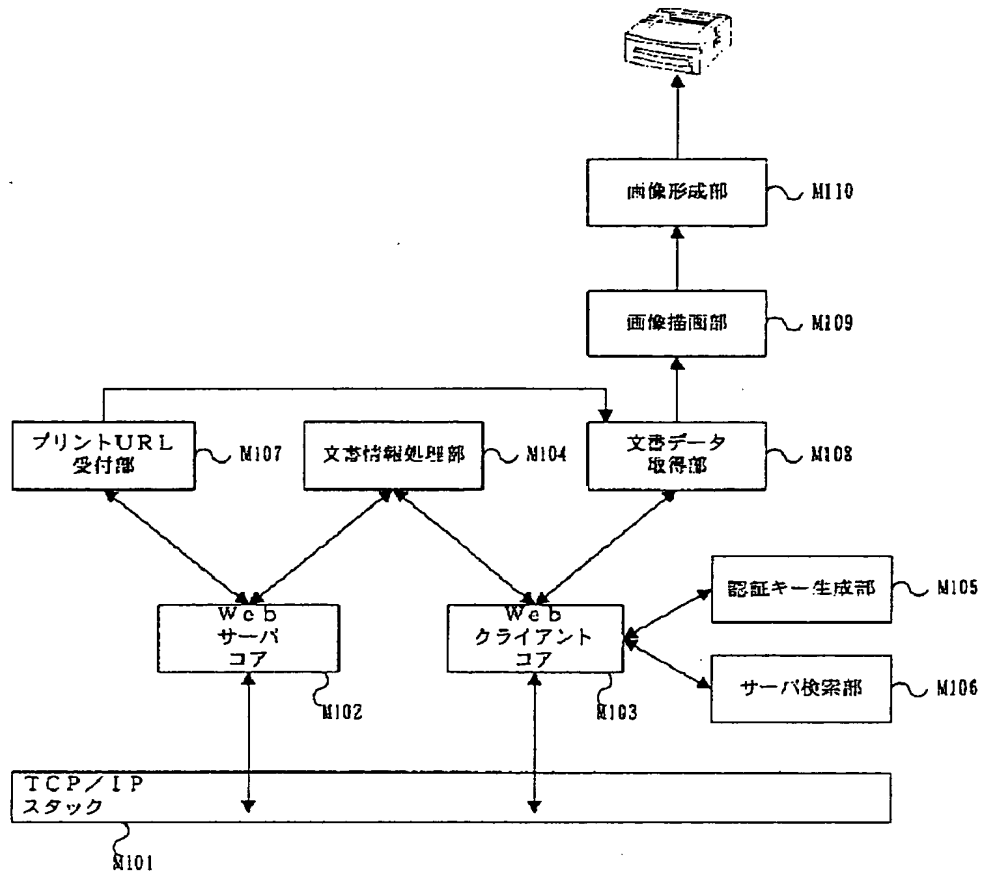 画像形成部
M110
画像描画部
M109
プリントURL
受付部
M107
文書情報処理部
M104
文書データ
取得部
M108
認証キー生成部
M105
Web
サーバ
コア
M102
Web
クライアント
コア
M103
サーバ検索部
M106
TCP/IP
スタック
M101